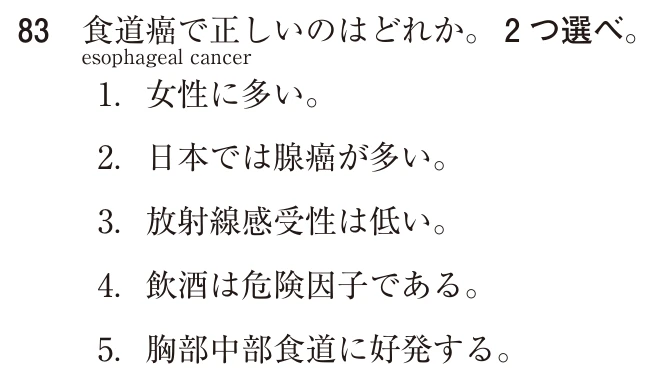 83 食道癌で正しいのはどれか。2つ選べ。
esophageal cancer
1. 女性に多い。
2. 日本では腺癌が多い。
3. 放射線感受性は低い。
4. 飲酒は危険因子である。
5. 胸部中部食道に好発する。